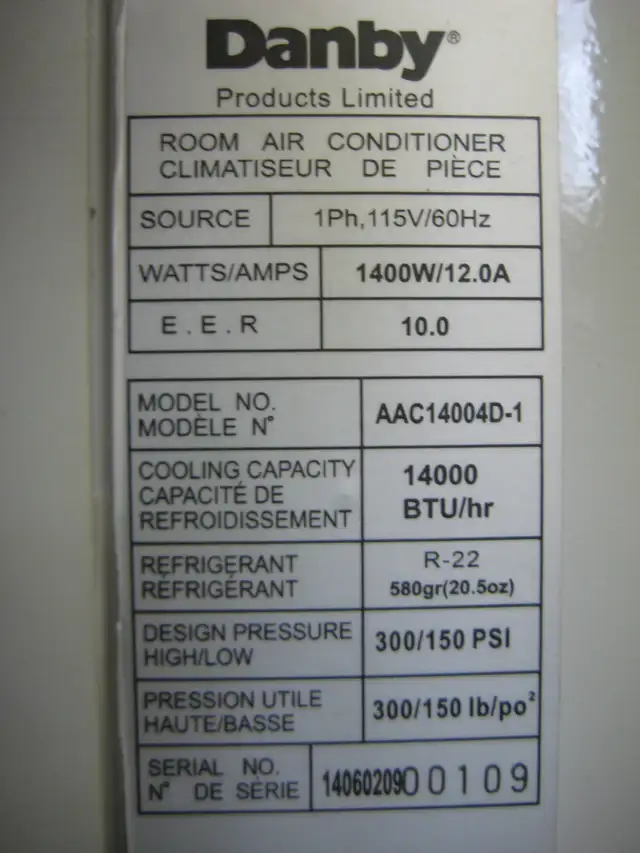 Danby®
Products Limited
ROOM AIR CONDITIONER
CLIMATISEUR DE PIÈCE
SOURCE 1Ph,115V/60Hz
WATTS/AMPS 1400W/12.0A
E.E.R 10.0
MODEL NO.
MODÈLE N° AAC14004D-1
COOLING CAPACITY
CAPACITÉ DE
REFROIDISSEMENT
14000
BTU/hr
REFRIGERANT
RÉFRIGÉRANT
R-22
580gr(20.5oz)
DESIGN PRESSURE
HIGH/LOW
300/150 PSI
PRESSION UTILE
HAUTE/BASSE
300/150 lb/po²
SERIAL NO.
N° DE SÉRIE
1406020900109